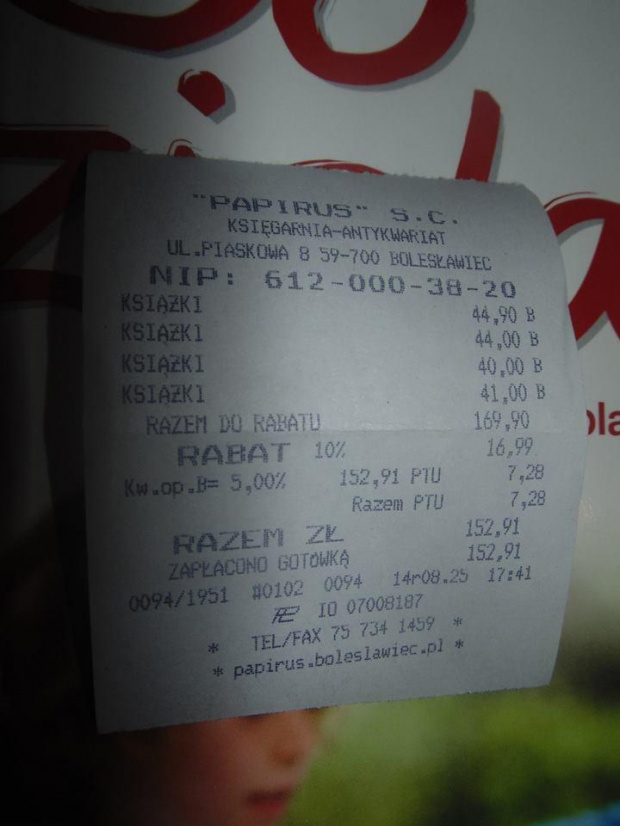 "PAPIRUS" S.C.
KSIĘGARNIA-ANTYKWARIAT
UL.PIASKOWA 8 59-700 BOLESŁAWIEC
NIP: 612-000-38-20
KSIĄŻKI 44,90 B
KSIĄŻKI 44,00 B
KSIĄŻKI 40,00 B
KSIĄŻKI 41,00 B
RAZEM DO RABATU 169,90
RABAT 10% 16,99
Kw.op.B= 5,00% 152,91 PTU 7,28
Razem PTU 7,28
RAZEM ZŁ 152,91
ZAPŁACONO GOTÓWKĄ 152,91
0094/1951 #0102 0094 14r08.25 17:41
IO 07008187
* TEL/FAX 75 734 1459 *
* papirus.boleslawiec.pl *